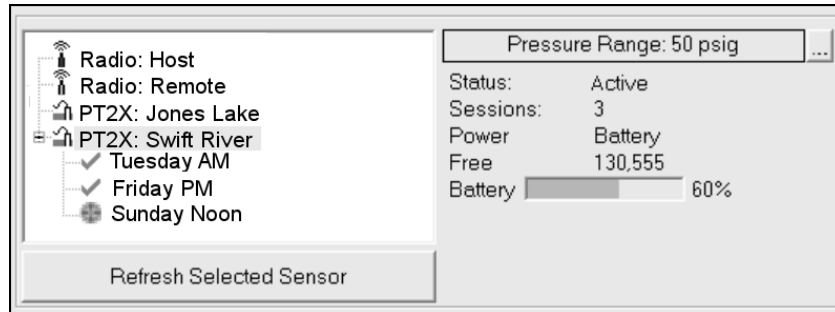 Radio: Host
Radio: Remote
PT2X: Jones Lake
PT2X: Swift River
Tuesday AM
Friday PM
Sunday Noon
Refresh Selected Sensor
Pressure Range: 50 psig
...
Status: Active
Sessions: 3
Power Battery
Free 130,555
Battery 60%